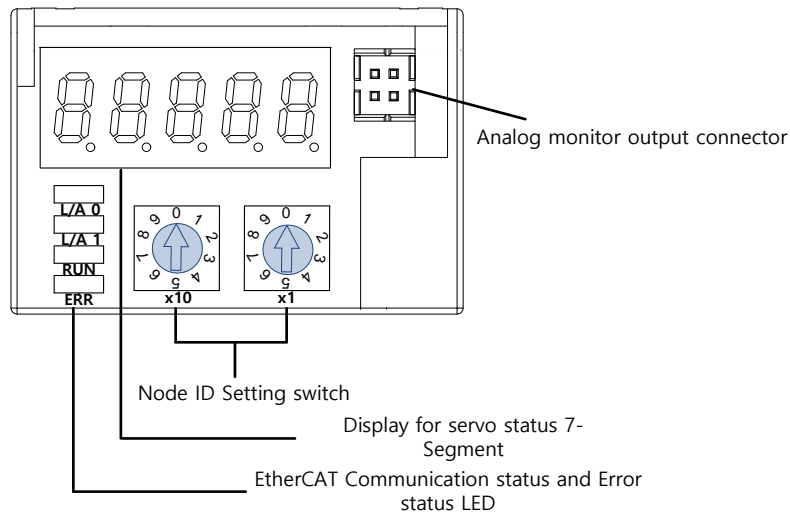 Analog monitor output connector
L/A 0
L/A 1
RUN
ERR
0 1 2 3 4 5 6 7 8 9
x10
0 1 2 3 4 5 6 7 8 9
x1
Node ID Setting switch
Display for servo status 7-
Segment
EtherCAT Communication status and Error
status LED